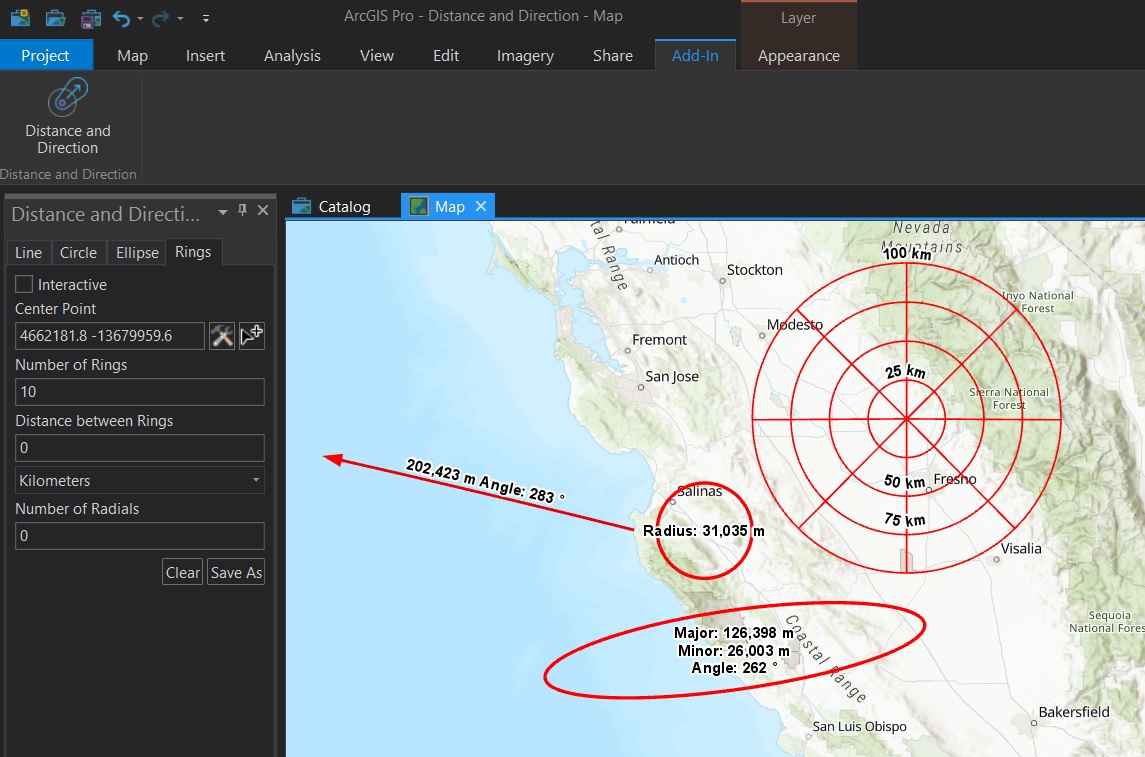 ArcGIS Pro - Distance and Direction - Map
Layer
Project Map Insert Analysis View Edit Imagery Share Add-In Appearance
Distance and
Direction
Distance and Direction
Distance and Directi...
Line Circle Ellipse Rings
Interactive
Center Point
4662181.8 -13679959.6
Number of Rings
10
Distance between Rings
0
Kilometers
Number of Radials
0
Clear Save As
Catalog Map
Nevada
Mountains
tal Range
Antioch
Stockton
100 km
Inyo National
Forest
Modesto
Fremont
San Jose
25 km
Sierra National
Forest
202,423 m Angle: 283 °
50 km
Fresno
Salinas
75 km
Radius: 31,035 m
Visalia
Major: 126,398 m
Minor: 26,003 m
Angle: 262 °
Coastal Range
Sequoia
National Fores
San Luis Obispo
Bakersfield